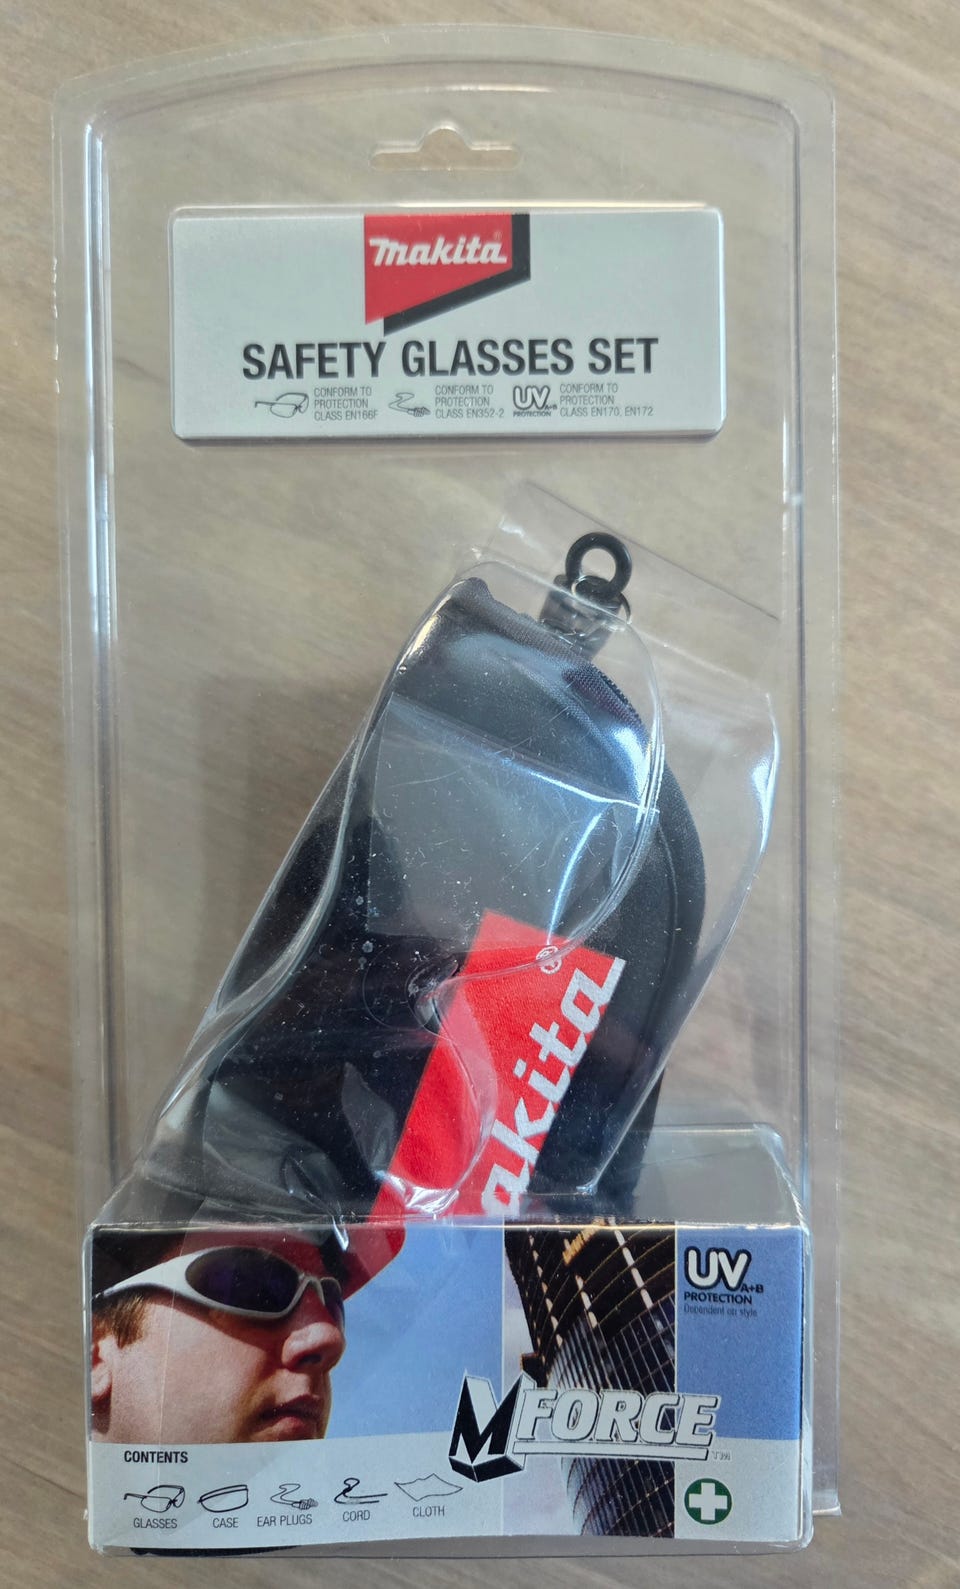 makita®
SAFETY GLASSES SET
CONFORM TO
PROTECTION
CLASS EN166F
CONFORM TO
PROTECTION
CLASS EN352-2
UV A+B
PROTECTION
CONFORM TO
PROTECTION
CLASS EN170, EN172
akita®
UV A+B
PROTECTION
Dependent on style
M FORCE™
CONTENTS
GLASSES
CASE
EAR PLUGS
CORD
CLOTH